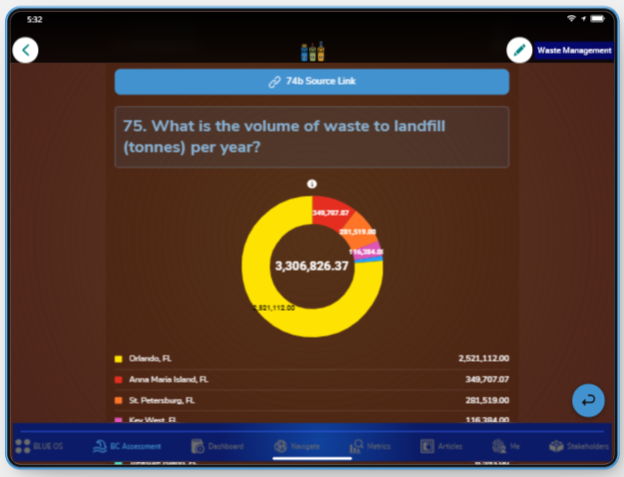 5:32
Waste Management
74b Source Link
75. What is the volume of waste to landfill
(tonnes) per year?
349,707.07
281,519.00
116,384.00
3,306,826.37
2,521,112.00
Orlando, FL 2,521,112.00
Anna Maria Island, FL 349,707.07
St. Petersburg, FL 281,519.00
Key West, FL 116,384.00
BLUE OS BC Assessment Dashboard Navigate Metrics Articles Me Stakeholders